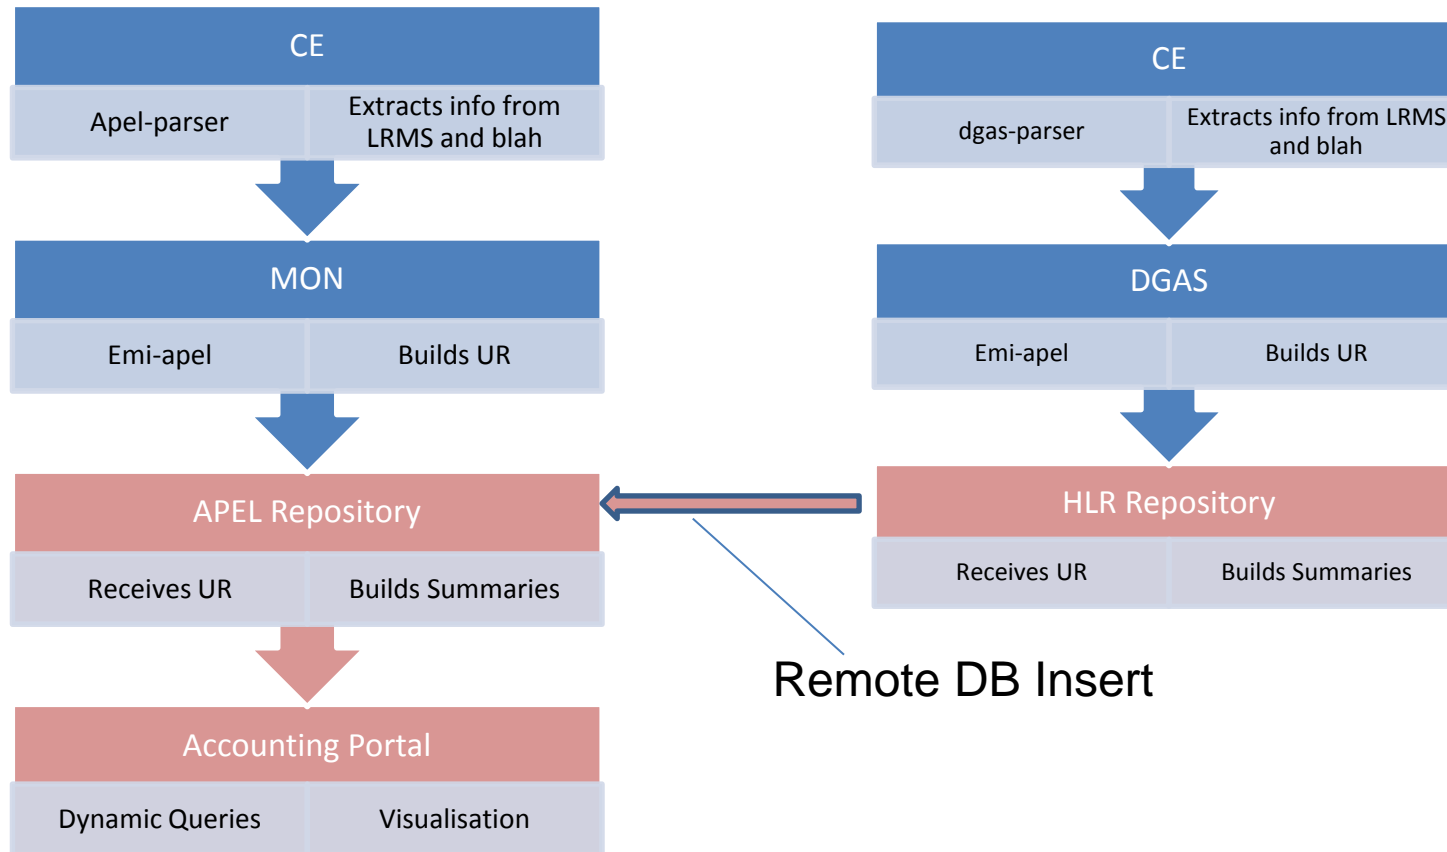 CE
Apel-parser
Extracts info from
LRMS and blah
MON
Emi-apel
Builds UR
APEL Repository
Receives UR
Builds Summaries
Accounting Portal
Dynamic Queries
Visualisation
CE
dgas-parser
Extracts info from LRMS
and blah
DGAS
Emi-apel
Builds UR
HLR Repository
Receives UR
Builds Summaries
Remote DB Insert